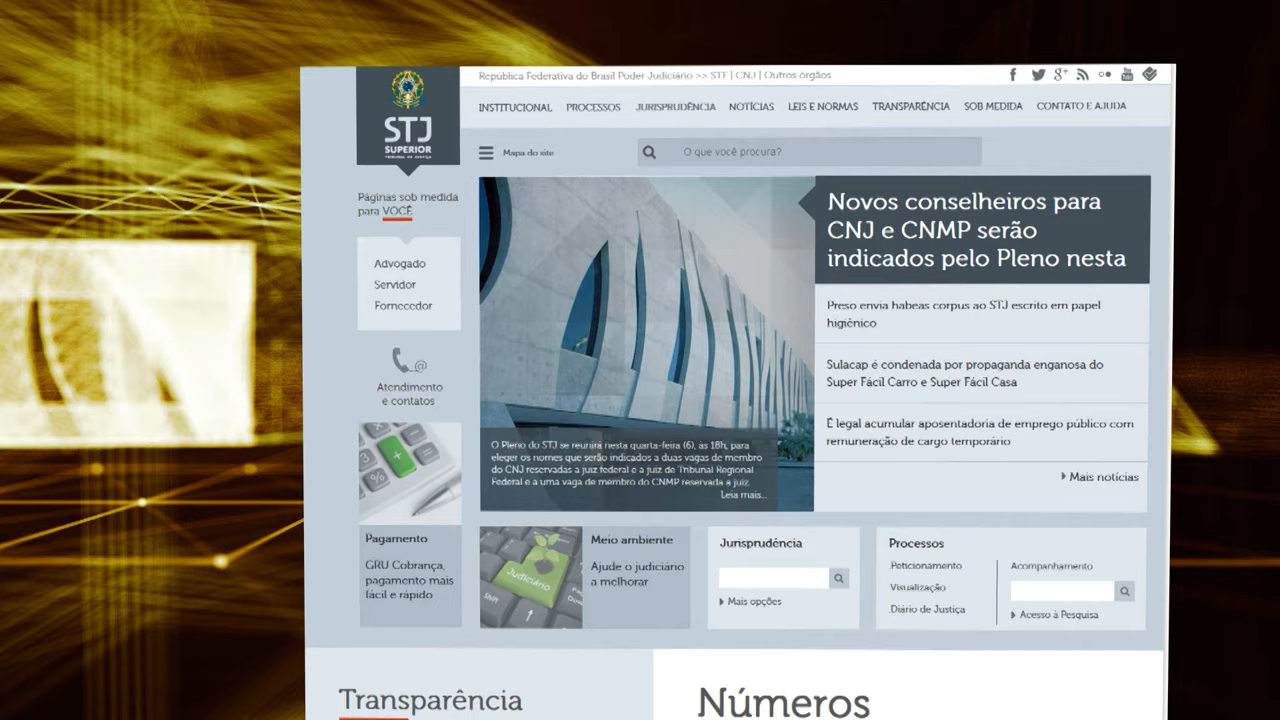 República Federativa do Brasil Poder Judiciário >> STF | CNJ | Outros órgãos
STJ
SUPERIOR
TRIBUNAL DA JUSTIÇA
INSTITUCIONAL PROCESSOS JURISPRUDÊNCIA NOTÍCIAS LEIS E NORMAS TRANSPARÊNCIA SOB MEDIDA CONTATO E AJUDA
Mapa do site
O que você procura?
Páginas sob medida
para VOCÊ
Advogado
Servidor
Fornecedor
Atendimento
e contatos
Novos conselheiros para
CNJ e CNMP serão
indicados pelo Pleno nesta
Preso envia habeas corpus ao STJ escrito em papel
higiênico
Sulacap é condenada por propaganda enganosa do
Super Fácil Carro e Super Fácil Casa
É legal acumular aposentadoria de emprego público com
remuneração de cargo temporário
Mais notícias
O Pleno do STJ se reunirá nesta quarta-feira (6), às 18h, para
eleger os nomes que serão indicados a duas vagas de membro
do CNJ reservadas a juiz federal e a juiz de Tribunal Regional
Federal e a uma vaga de membro do CNMP reservada a juiz.
Leia mais...
Pagamento
GRU Cobrança,
pagamento mais
fácil e rápido
Judiciário
Shift
Meio ambiente
Ajude o judiciário
a melhorar
Jurisprudência
Mais opções
Processos
Peticionamento
Visualização
Diário de Justiça
Acompanhamento
Acesso à Pesquisa
Transparência
Números